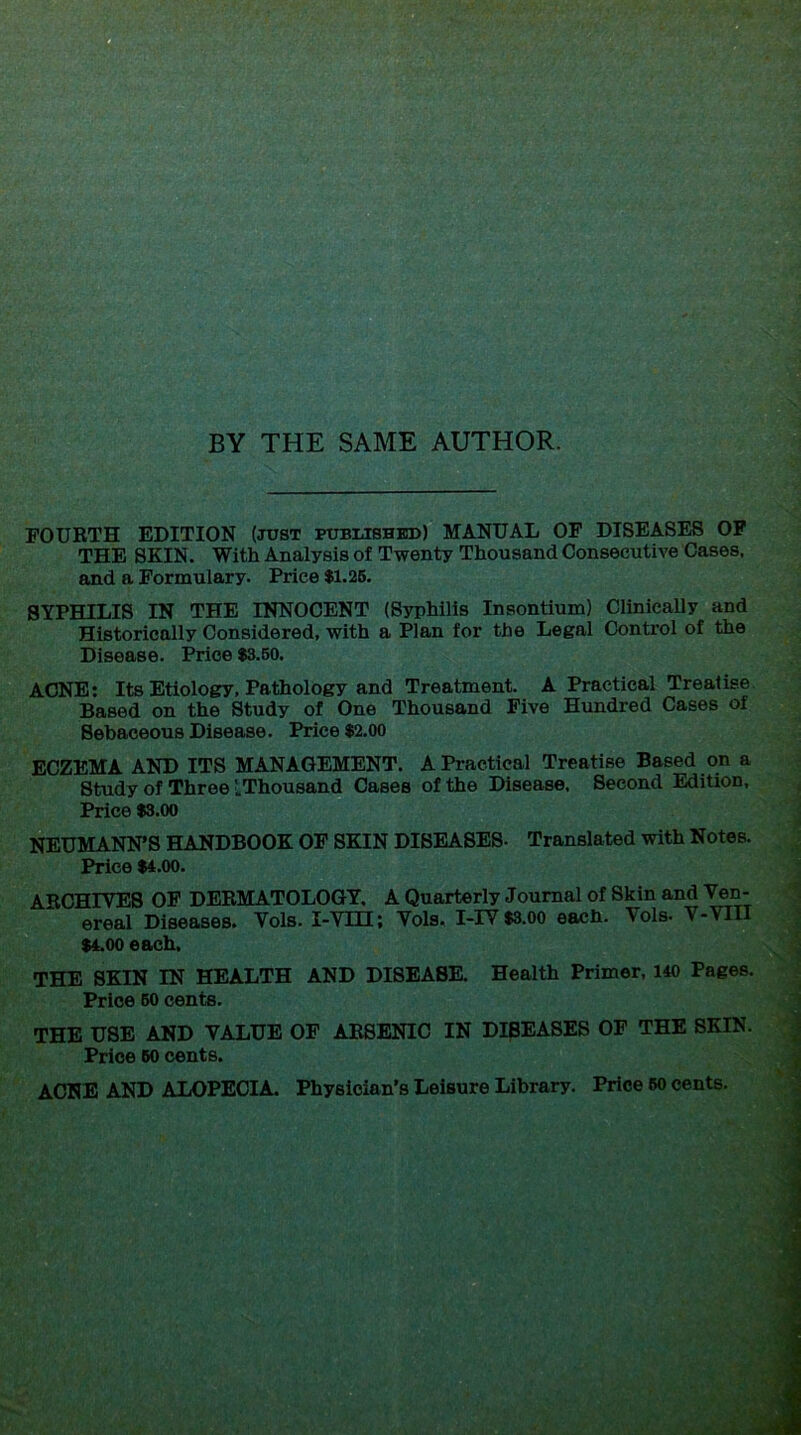 BY THE SAME AUTHOR.
FOURTH EDITION (JUST PUBLISHED) MANUAL OF DISEASES OF
THE SKIN. With Analysis of Twenty Thousand Consecutive Cases,
and a Formulary. Price $1.25.
SYPHILIS IN THE INNOCENT (Syphilis Insontium) Clinically and
Historically Considered, with a Plan for the Legal Control of the
Disease. Price $3.50.
ACNE: Its Etiology, Pathology and Treatment. A Practical Treatise
Based on the Study of One Thousand Five Hundred Cases of
Sebaceous Disease. Price $2.00
ECZEMA AND ITS MANAGEMENT. A Practical Treatise Based on a
Study of Three Thousand Cases of the Disease, Second Edition,
Price $3.00
NEUMANN'S HANDBOOK OF SKIN DISEASES. Translated with Notes.
Price $4.00.
ARCHIVES OF DERMATOLOGY. A Quarterly Journal of Skin and Ven-
ereal Diseases. Vols. I-VIII; Vols. I-IV $3.00 each. Vols. V-VIII
$4.00 each.
THE SKIN IN HEALTH AND DISEASE. Health Primer, 140 Pages.
Price 50 cents.
THE USE AND VALUE OF ARSENIC IN DISEASES OF THE SKIN.
Price 50 cents.
ACNE AND ALOPECIA. Physician's Leisure Library. Price 50 cents.